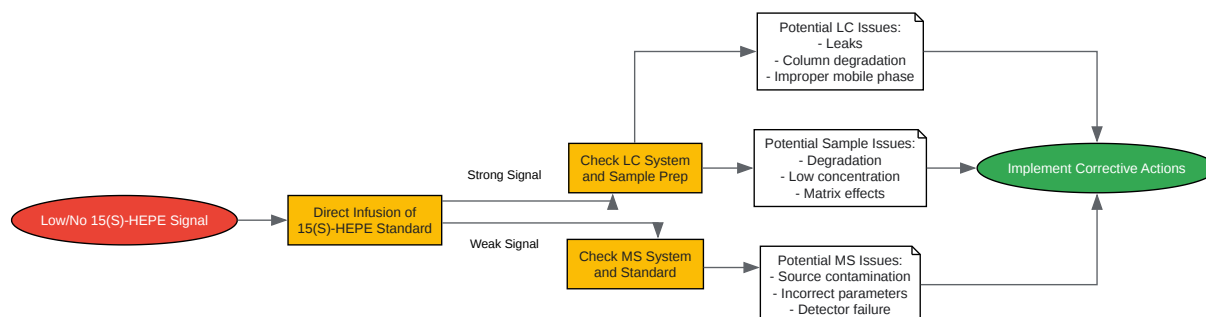 Low/No 15(S)-HEPE Signal
Direct Infusion of
15(S)-HEPE Standard
Strong Signal
Weak Signal
Check LC System
and Sample Prep
Check MS System
and Standard
Potential LC Issues:
- Leaks
- Column degradation
- Improper mobile phase
Potential Sample Issues:
- Degradation
- Low concentration
- Matrix effects
Potential MS Issues:
- Source contamination
- Incorrect parameters
- Detector failure
Implement Corrective Actions